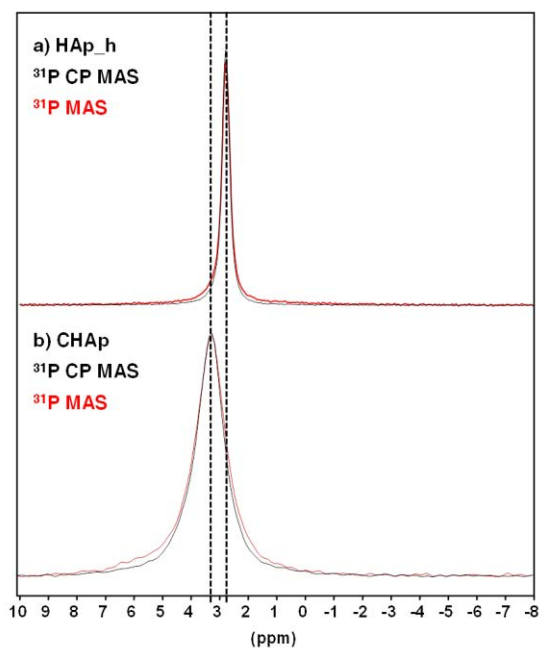 a) HAp_h
³¹P CP MAS
³¹P MAS
b) CHAp
³¹P CP MAS
³¹P MAS
10 9 8 7 6 5 4 3 2 1 0 -1 -2 -3 -4 -5 -6 -7 -8
(ppm)